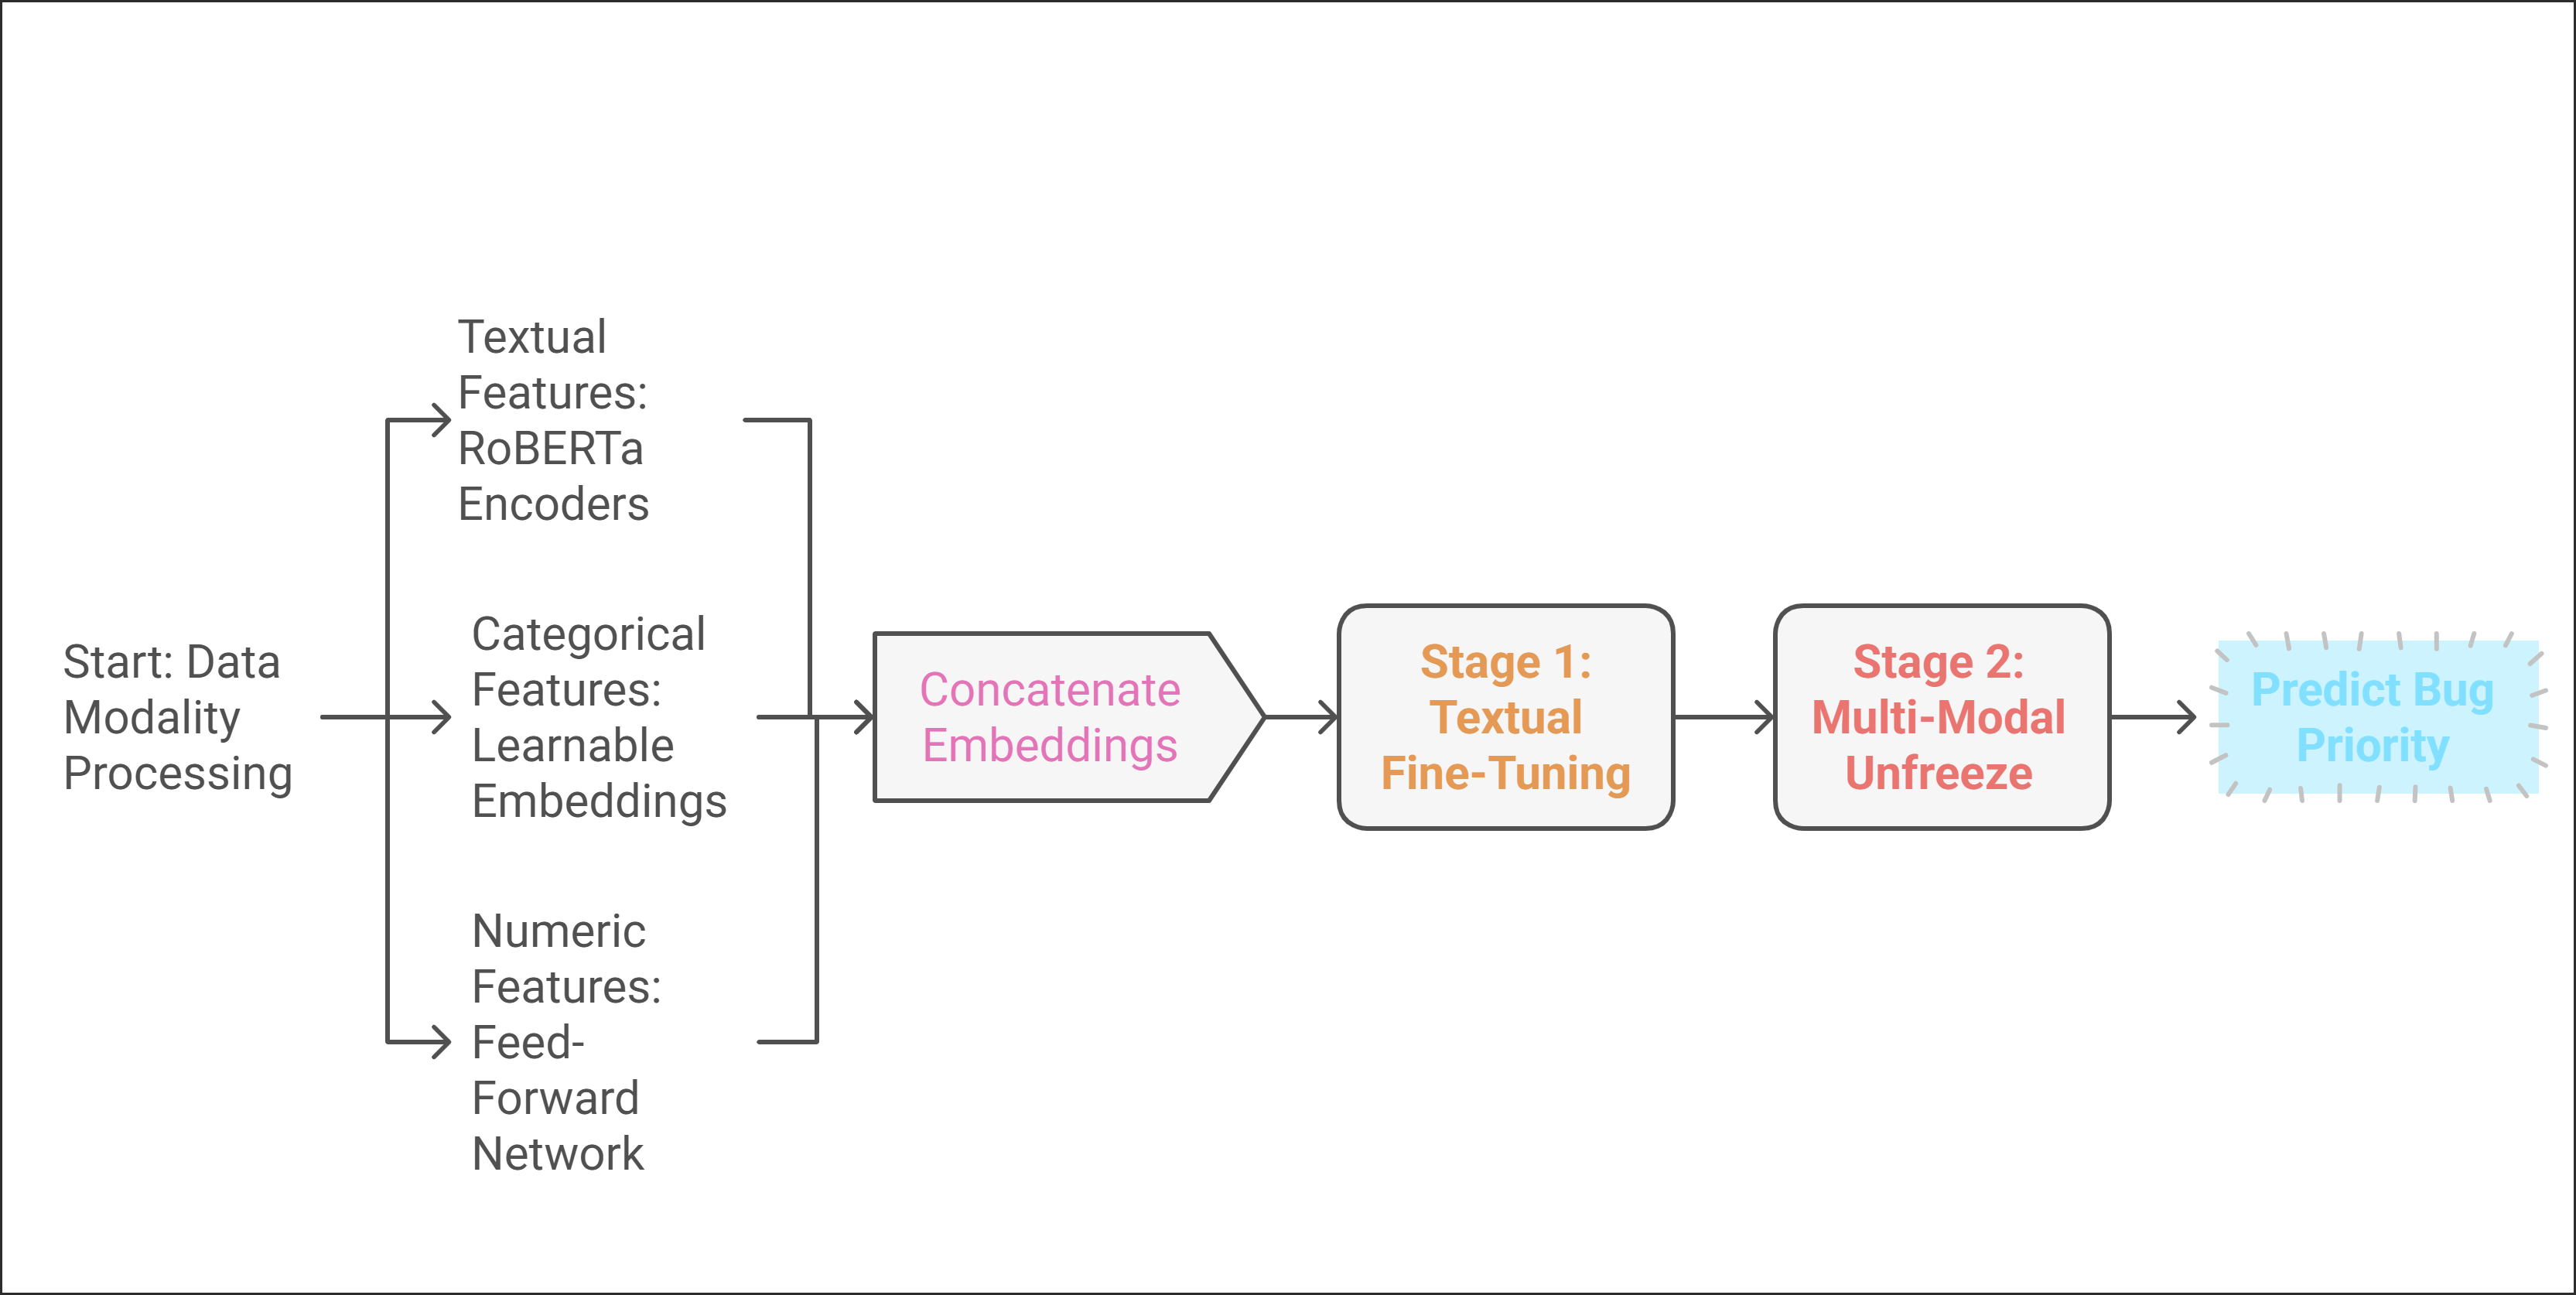 Start: Data
Modality
Processing
Textual
Features:
RoBERTa
Encoders
Categorical
Features:
Learnable
Embeddings
Numeric
Features:
Feed-
Forward
Network
Concatenate
Embeddings
Stage 1:
Textual
Fine-Tuning
Stage 2:
Multi-Modal
Unfreeze
Predict Bug
Priority